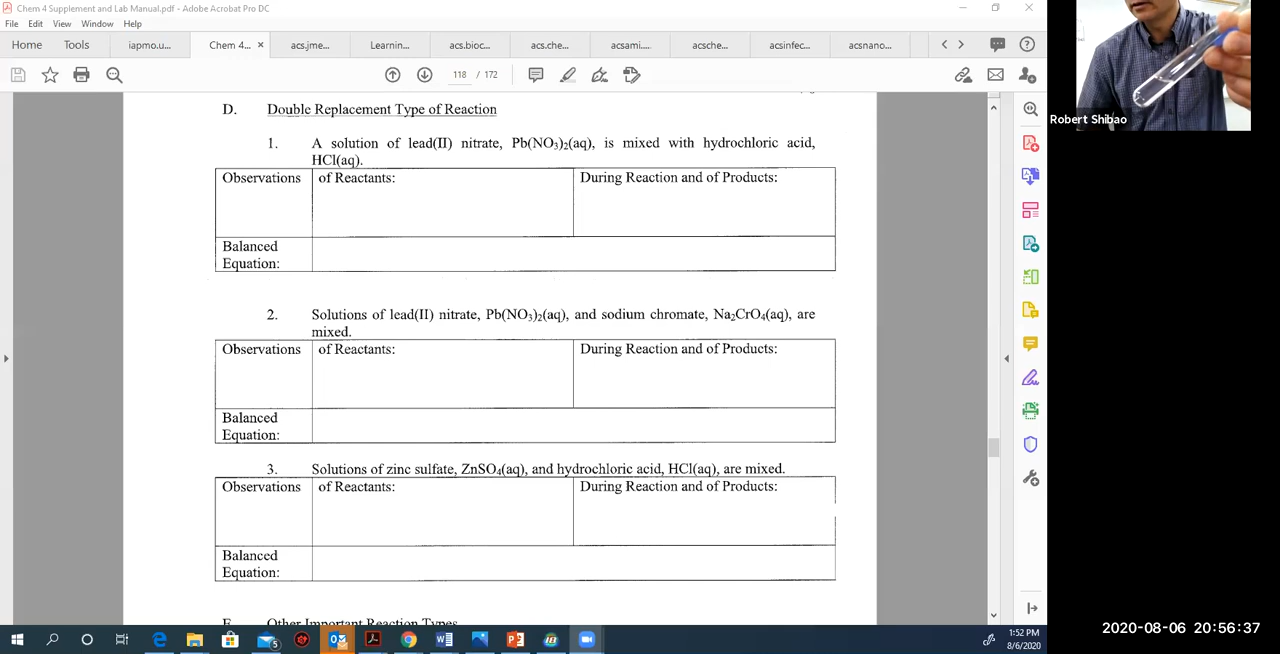 Chem 4 Supplement and Lab Manual.pdf - Adobe Acrobat Pro DC
File Edit View Window Help
Home Tools iapmo.u... Chem 4... × acs.jme... Learnin... acs.bioc... acs.che... acsami.... acsche... acsinfec... acsnano...
118 / 172
D. Double Replacement Type of Reaction
1. A solution of lead(II) nitrate, Pb(NO₃)₂(aq), is mixed with hydrochloric acid,
HCl(aq).
Observations of Reactants: During Reaction and of Products:
Balanced
Equation:
2. Solutions of lead(II) nitrate, Pb(NO₃)₂(aq), and sodium chromate, Na₂CrO₄(aq), are
mixed.
Observations of Reactants: During Reaction and of Products:
Balanced
Equation:
3. Solutions of zinc sulfate, ZnSO₄(aq), and hydrochloric acid, HCl(aq), are mixed.
Observations of Reactants: During Reaction and of Products:
Balanced
Equation:
E. Other Important Reaction Types
Robert Shibao
5
1:52 PM
8/6/2020
2020-08-06 20:56:37